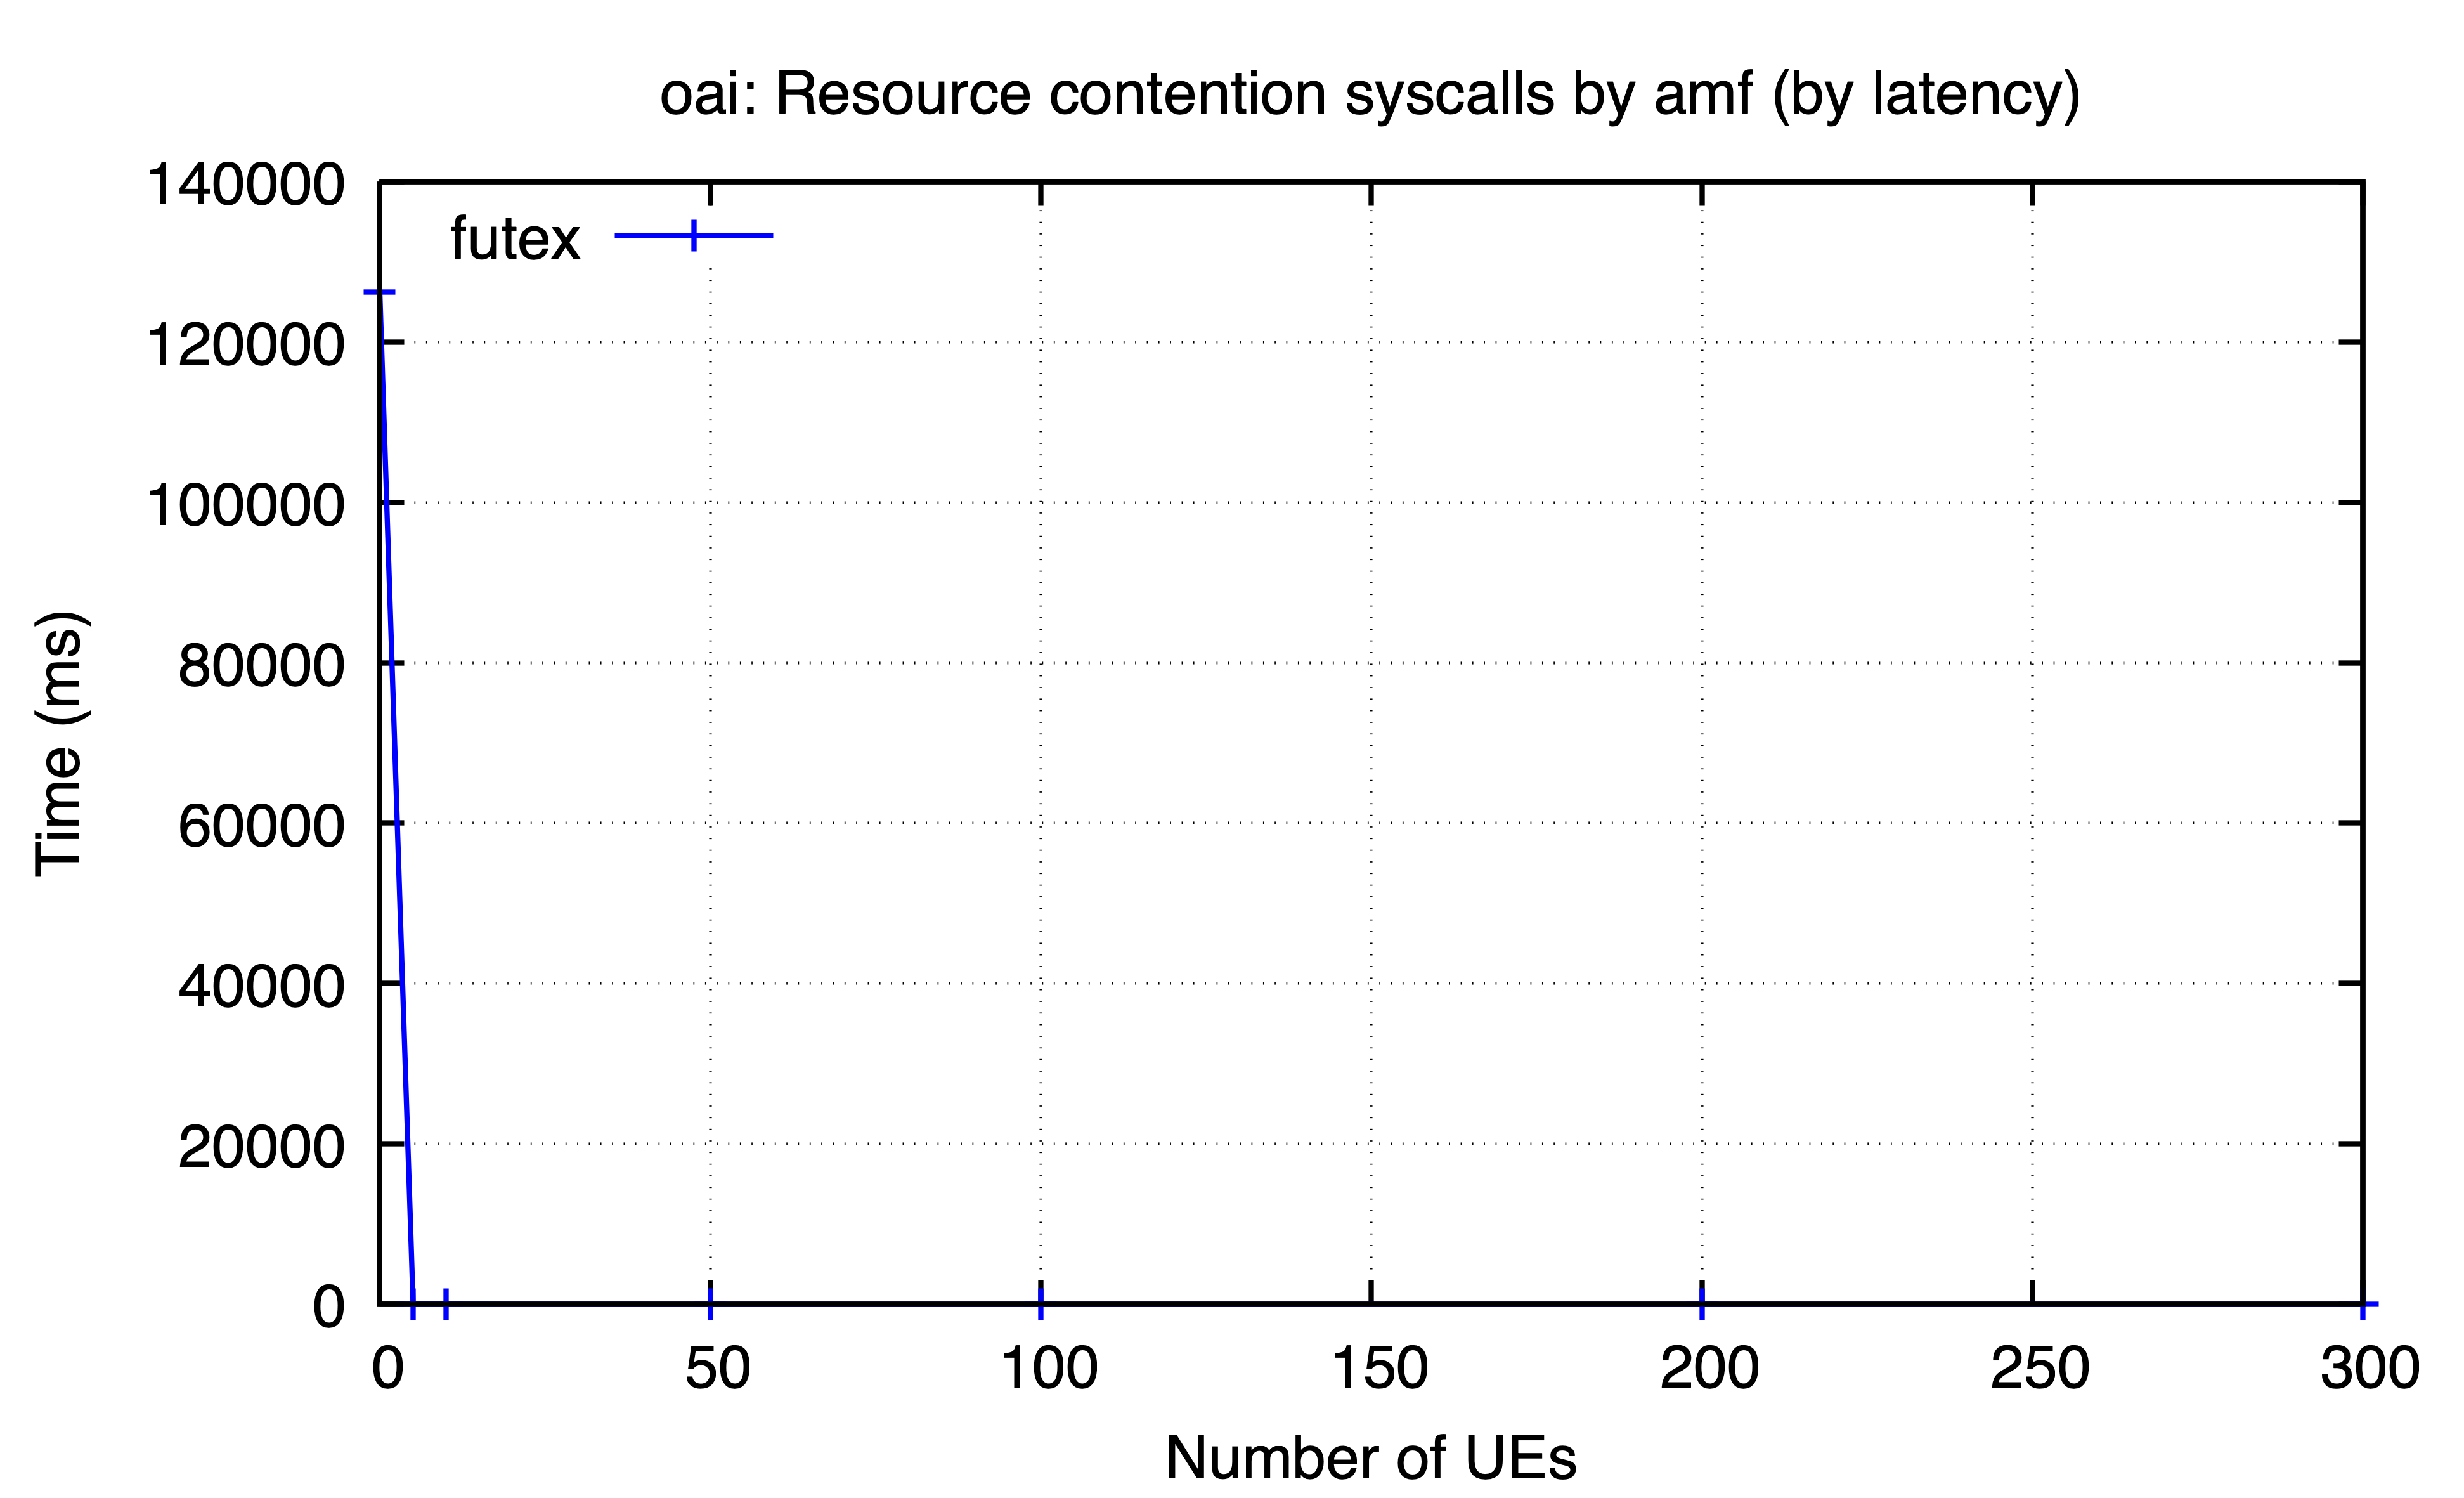 oai: Resource contention syscalls by amf (by latency)
140000
futex
120000
100000
80000
60000
40000
20000
0
Time (ms)
0 50 100 150 200 250 300
Number of UEs